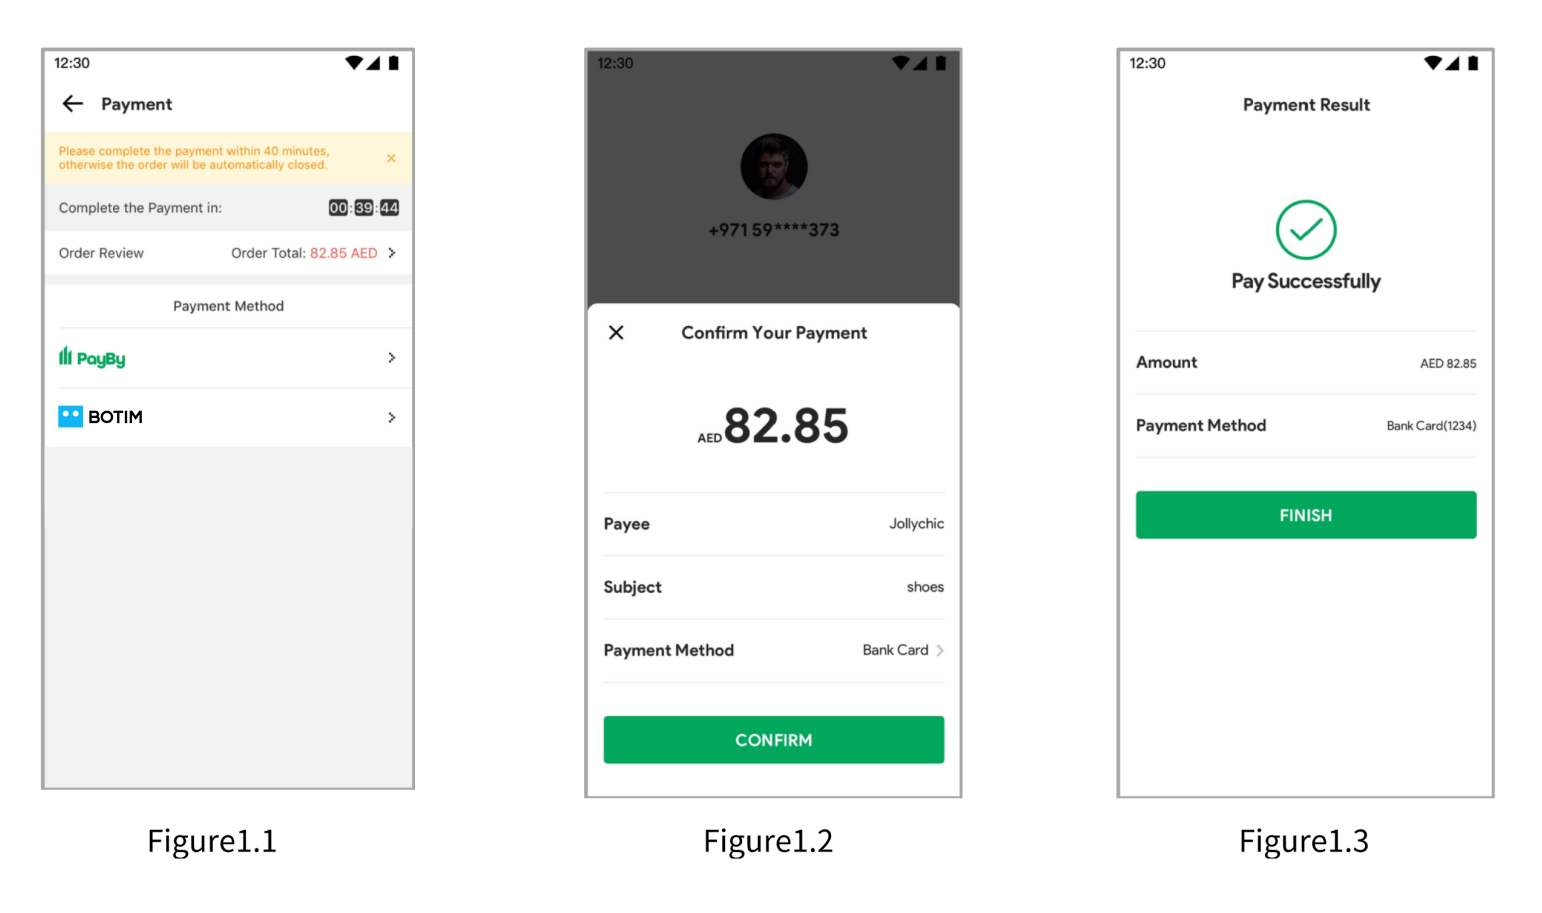 12:30
Payment
Please complete the payment within 40 minutes,
otherwise the order will be automatically closed.
Complete the Payment in: 00:39:44
Order Review Order Total: 82.85 AED
Payment Method
PayBy
BOTIM
Figure1.1
12:30
+971 59****373
Confirm Your Payment
AED 82.85
Payee Jollychic
Subject shoes
Payment Method Bank Card
CONFIRM
Figure1.2
12:30
Payment Result
Pay Successfully
Amount AED 82.85
Payment Method Bank Card(1234)
FINISH
Figure1.3